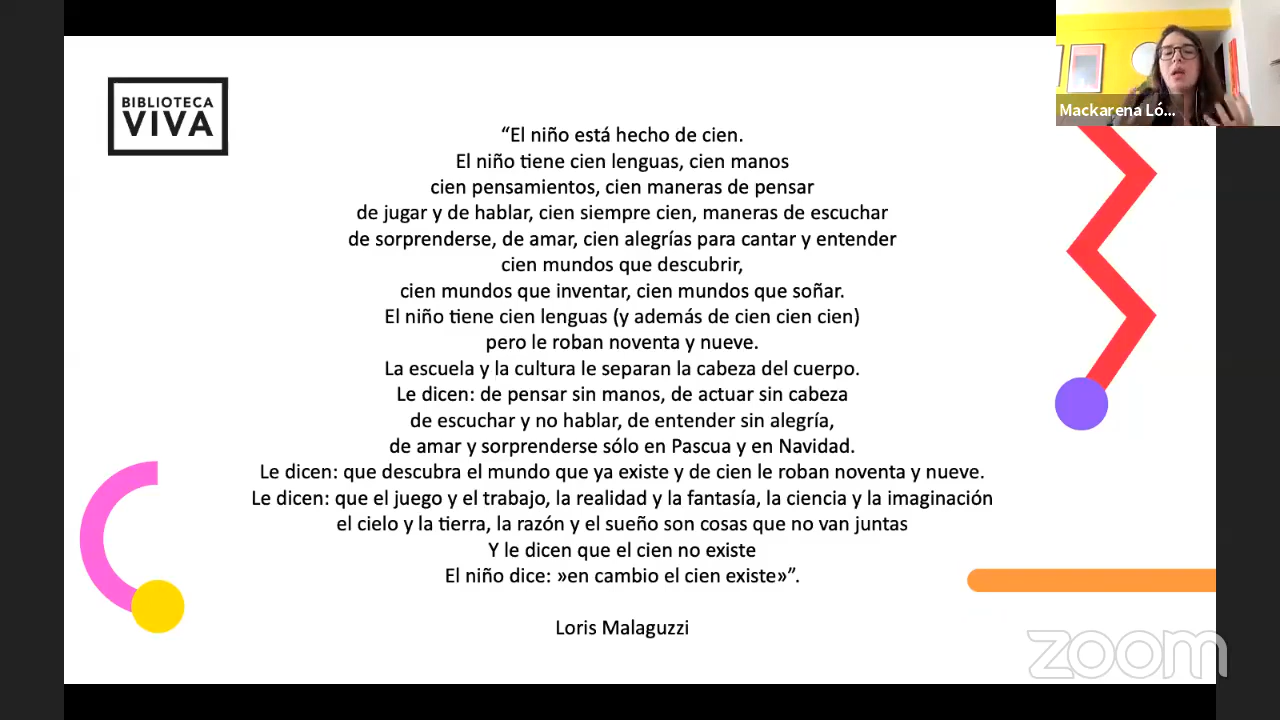 BIBLIOTECA
VIVA
Mackarena Ló...
“El niño está hecho de cien.
El niño tiene cien lenguas, cien manos
cien pensamientos, cien maneras de pensar
de jugar y de hablar, cien siempre cien, maneras de escuchar
de sorprenderse, de amar, cien alegrías para cantar y entender
cien mundos que descubrir,
cien mundos que inventar, cien mundos que soñar.
El niño tiene cien lenguas (y además de cien cien cien)
pero le roban noventa y nueve.
La escuela y la cultura le separan la cabeza del cuerpo.
Le dicen: de pensar sin manos, de actuar sin cabeza
de escuchar y no hablar, de entender sin alegría,
de amar y sorprenderse sólo en Pascua y en Navidad.
Le dicen: que descubra el mundo que ya existe y de cien le roban noventa y nueve.
Le dicen: que el juego y el trabajo, la realidad y la fantasía, la ciencia y la imaginación
el cielo y la tierra, la razón y el sueño son cosas que no van juntas
Y le dicen que el cien no existe
El niño dice: »en cambio el cien existe»”.
Loris Malaguzzi
zoom